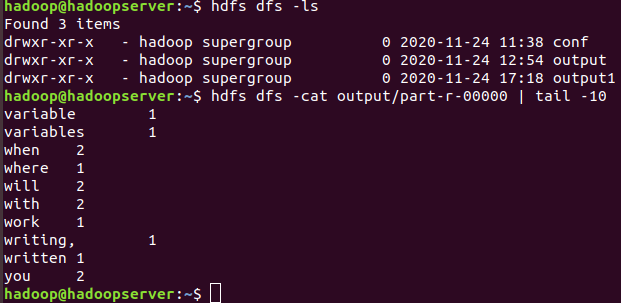 hadoop@hadoopserver:~$ hdfs dfs -ls
Found 3 items
drwxr-xr-x   - hadoop supergroup          0 2020-11-24 11:38 conf
drwxr-xr-x   - hadoop supergroup          0 2020-11-24 12:54 output
drwxr-xr-x   - hadoop supergroup          0 2020-11-24 17:18 output1
hadoop@hadoopserver:~$ hdfs dfs -cat output/part-r-00000 | tail -10
variable        1
variables       1
when    2
where   1
will    2
with    2
work    1
writing,        1
written 1
you     2
hadoop@hadoopserver:~$